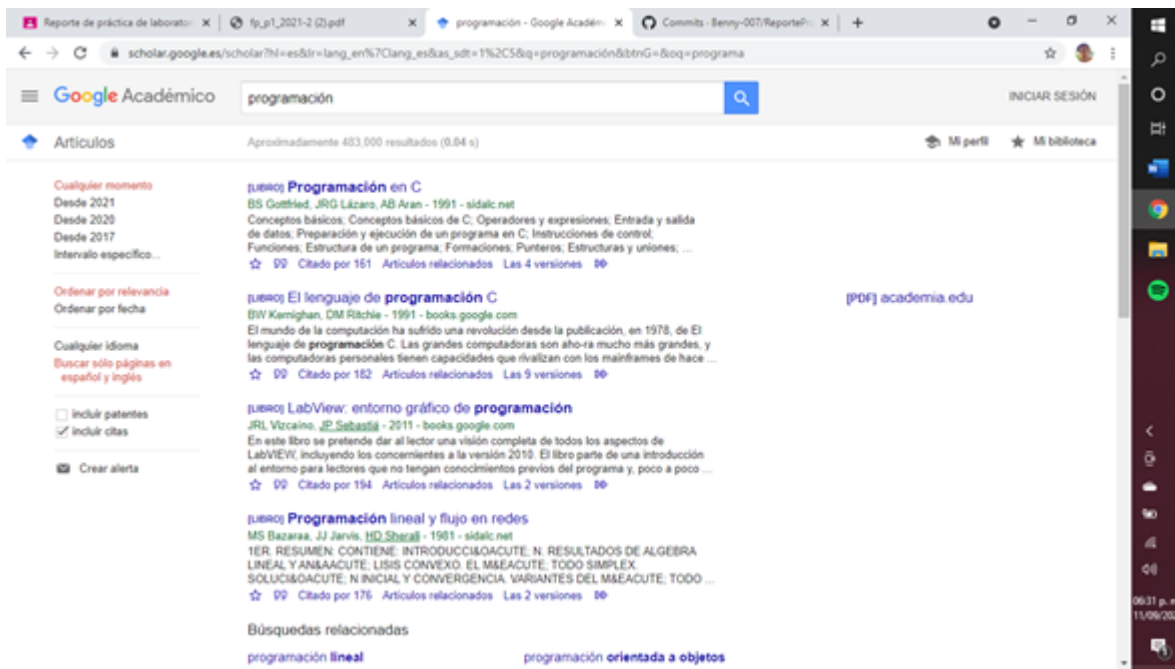 Reporte de práctica de laborator
fp_p1_2021-2 (2).pdf
programación - Google Académ
Commits · Benny-007/ReportePr
scholar.google.es/scholar?hl=es&lr=lang_en%7Clang_es&as_sdt=1%2C5&q=programación&btnG=&oq=programa
Google Académico
programación
INICIAR SESIÓN
Artículos
Aproximadamente 483,000 resultados (0.04 s)
Mi perfil
Mi biblioteca
Cualquier momento
Desde 2021
Desde 2020
Desde 2017
Intervalo específico...
Ordenar por relevancia
Ordenar por fecha
Cualquier idioma
Buscar sólo páginas en
español y inglés
incluir patentes
incluir citas
Crear alerta
[LIBRO] Programación en C
BS Gottfried, JRG Lázaro, AB Aran - 1991 - sidalc.net
Conceptos básicos; Conceptos básicos de C; Operadores y expresiones; Entrada y salida
de datos; Preparación y ejecución de un programa en C; Instrucciones de control;
Funciones; Estructura de un programa; Formaciones; Punteros; Estructuras y uniones; ...
Citado por 161 Artículos relacionados Las 4 versiones
[LIBRO] El lenguaje de programación C
[PDF] academia.edu
BW Kernighan, DM Ritchie - 1991 - books.google.com
El mundo de la computación ha sufrido una revolución desde la publicación, en 1978, de El
lenguaje de programación C. Las grandes computadoras son aho-ra mucho más grandes, y
las computadoras personales tienen capacidades que rivalizan con los mainframes de hace ...
Citado por 182 Artículos relacionados Las 9 versiones
[LIBRO] LabView: entorno gráfico de programación
JRL Vizcaíno, JP Sebastiá - 2011 - books.google.com
En este libro se pretende dar al lector una visión completa de todos los aspectos de
LabVIEW, incluyendo los concernientes a la versión 2010. El libro parte de una introducción
al entorno para lectores que no tengan conocimientos previos del programa y, poco a poco ...
Citado por 194 Artículos relacionados Las 2 versiones
[LIBRO] Programación lineal y flujo en redes
MS Bazaraa, JJ Jarvis, HD Sherali - 1981 - sidalc.net
1ER. RESUMEN: CONTIENE: INTRODUCCI&OACUTE; N. RESULTADOS DE ALGEBRA
LINEAL Y AN&AACUTE; LISIS CONVEXO. EL M&EACUTE; TODO SIMPLEX.
SOLUCI&OACUTE; N INICIAL Y CONVERGENCIA. VARIANTES DEL M&EACUTE; TODO ...
Citado por 176 Artículos relacionados Las 2 versiones
Búsquedas relacionadas
programación lineal
programación orientada a objetos
06:31 p. m
11/09/202